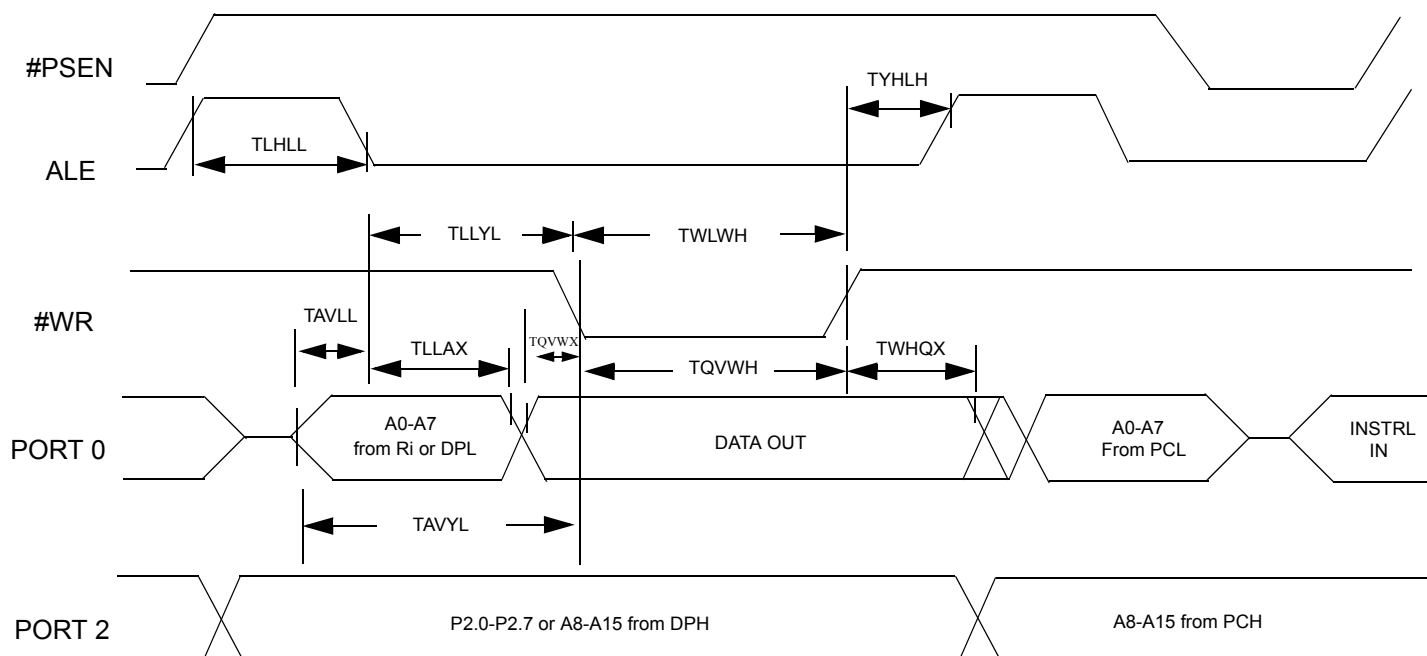 #PSEN
TYHLH
TLHLL
ALE
TLLYL
TWLWH
#WR
TAVLL
TLLAX
TQVWX
TQVWH
TWHQX
PORT 0
A0-A7
from Ri or DPL
DATA OUT
A0-A7
From PCL
INSTRL
IN
TAVYL
PORT 2
P2.0-P2.7 or A8-A15 from DPH
A8-A15 from PCH